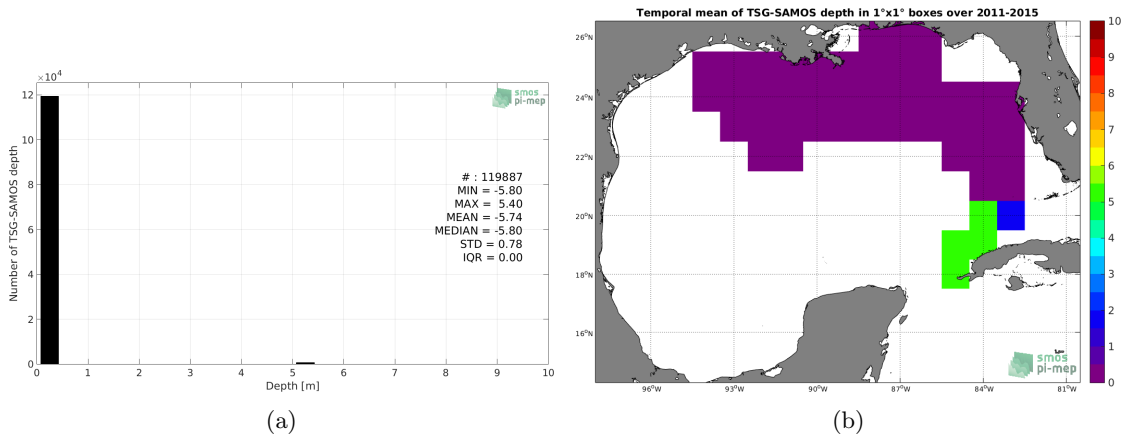 ×10⁴
12
10
8
6
4
2
0
Number of TSG-SAMOS depth
0 1 2 3 4 5 6 7 8 9 10
Depth [m]
smos
pi-mep
# : 119887
MIN = -5.80
MAX = 5.40
MEAN = -5.74
MEDIAN = -5.80
STD = 0.78
IQR = 0.00
(a)
Temporal mean of TSG-SAMOS depth in 1°x1° boxes over 2011-2015
26°N
24°N
22°N
20°N
18°N
16°N
96°W 93°W 90°W 87°W 84°W 81°W
smos
pi-mep
10
9
8
7
6
5
4
3
2
1
0
(b)